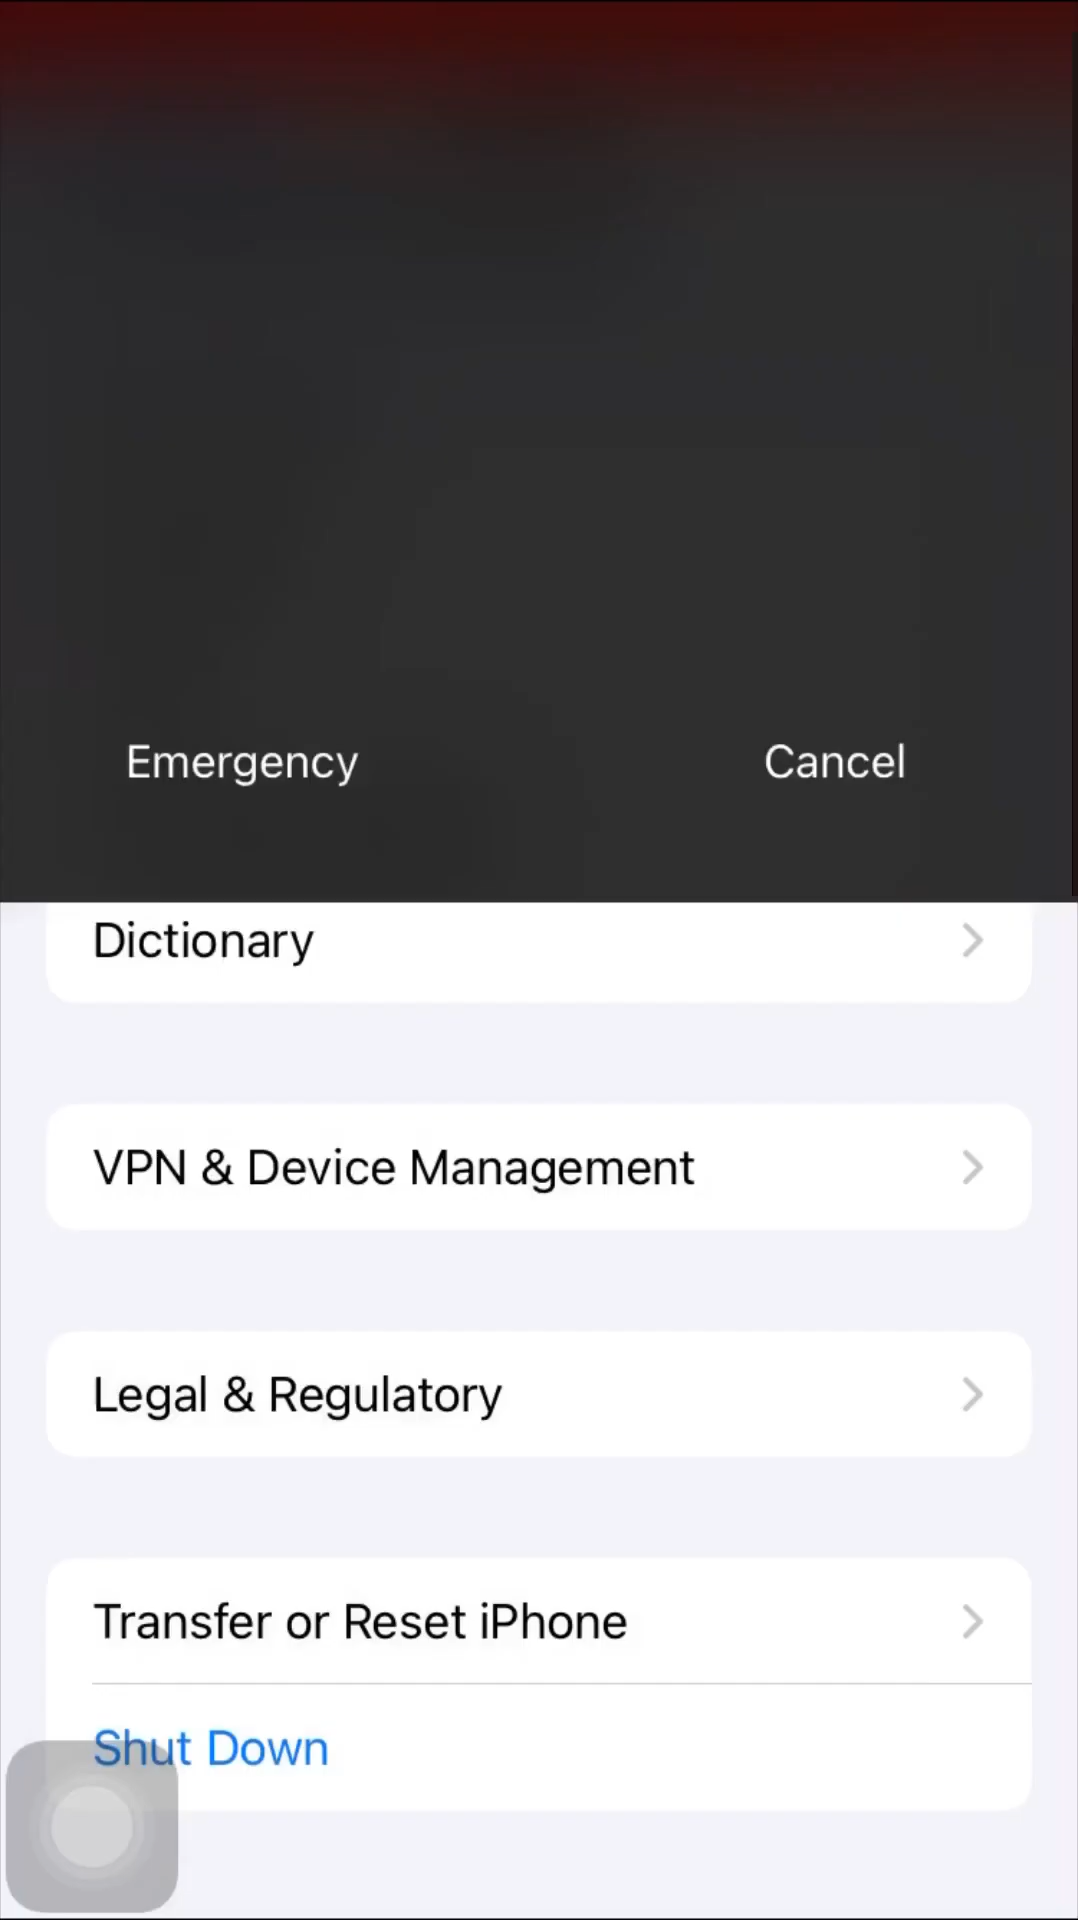 Emergency Cancel
Dictionary
VPN & Device Management
Legal & Regulatory
Transfer or Reset iPhone
Shut Down